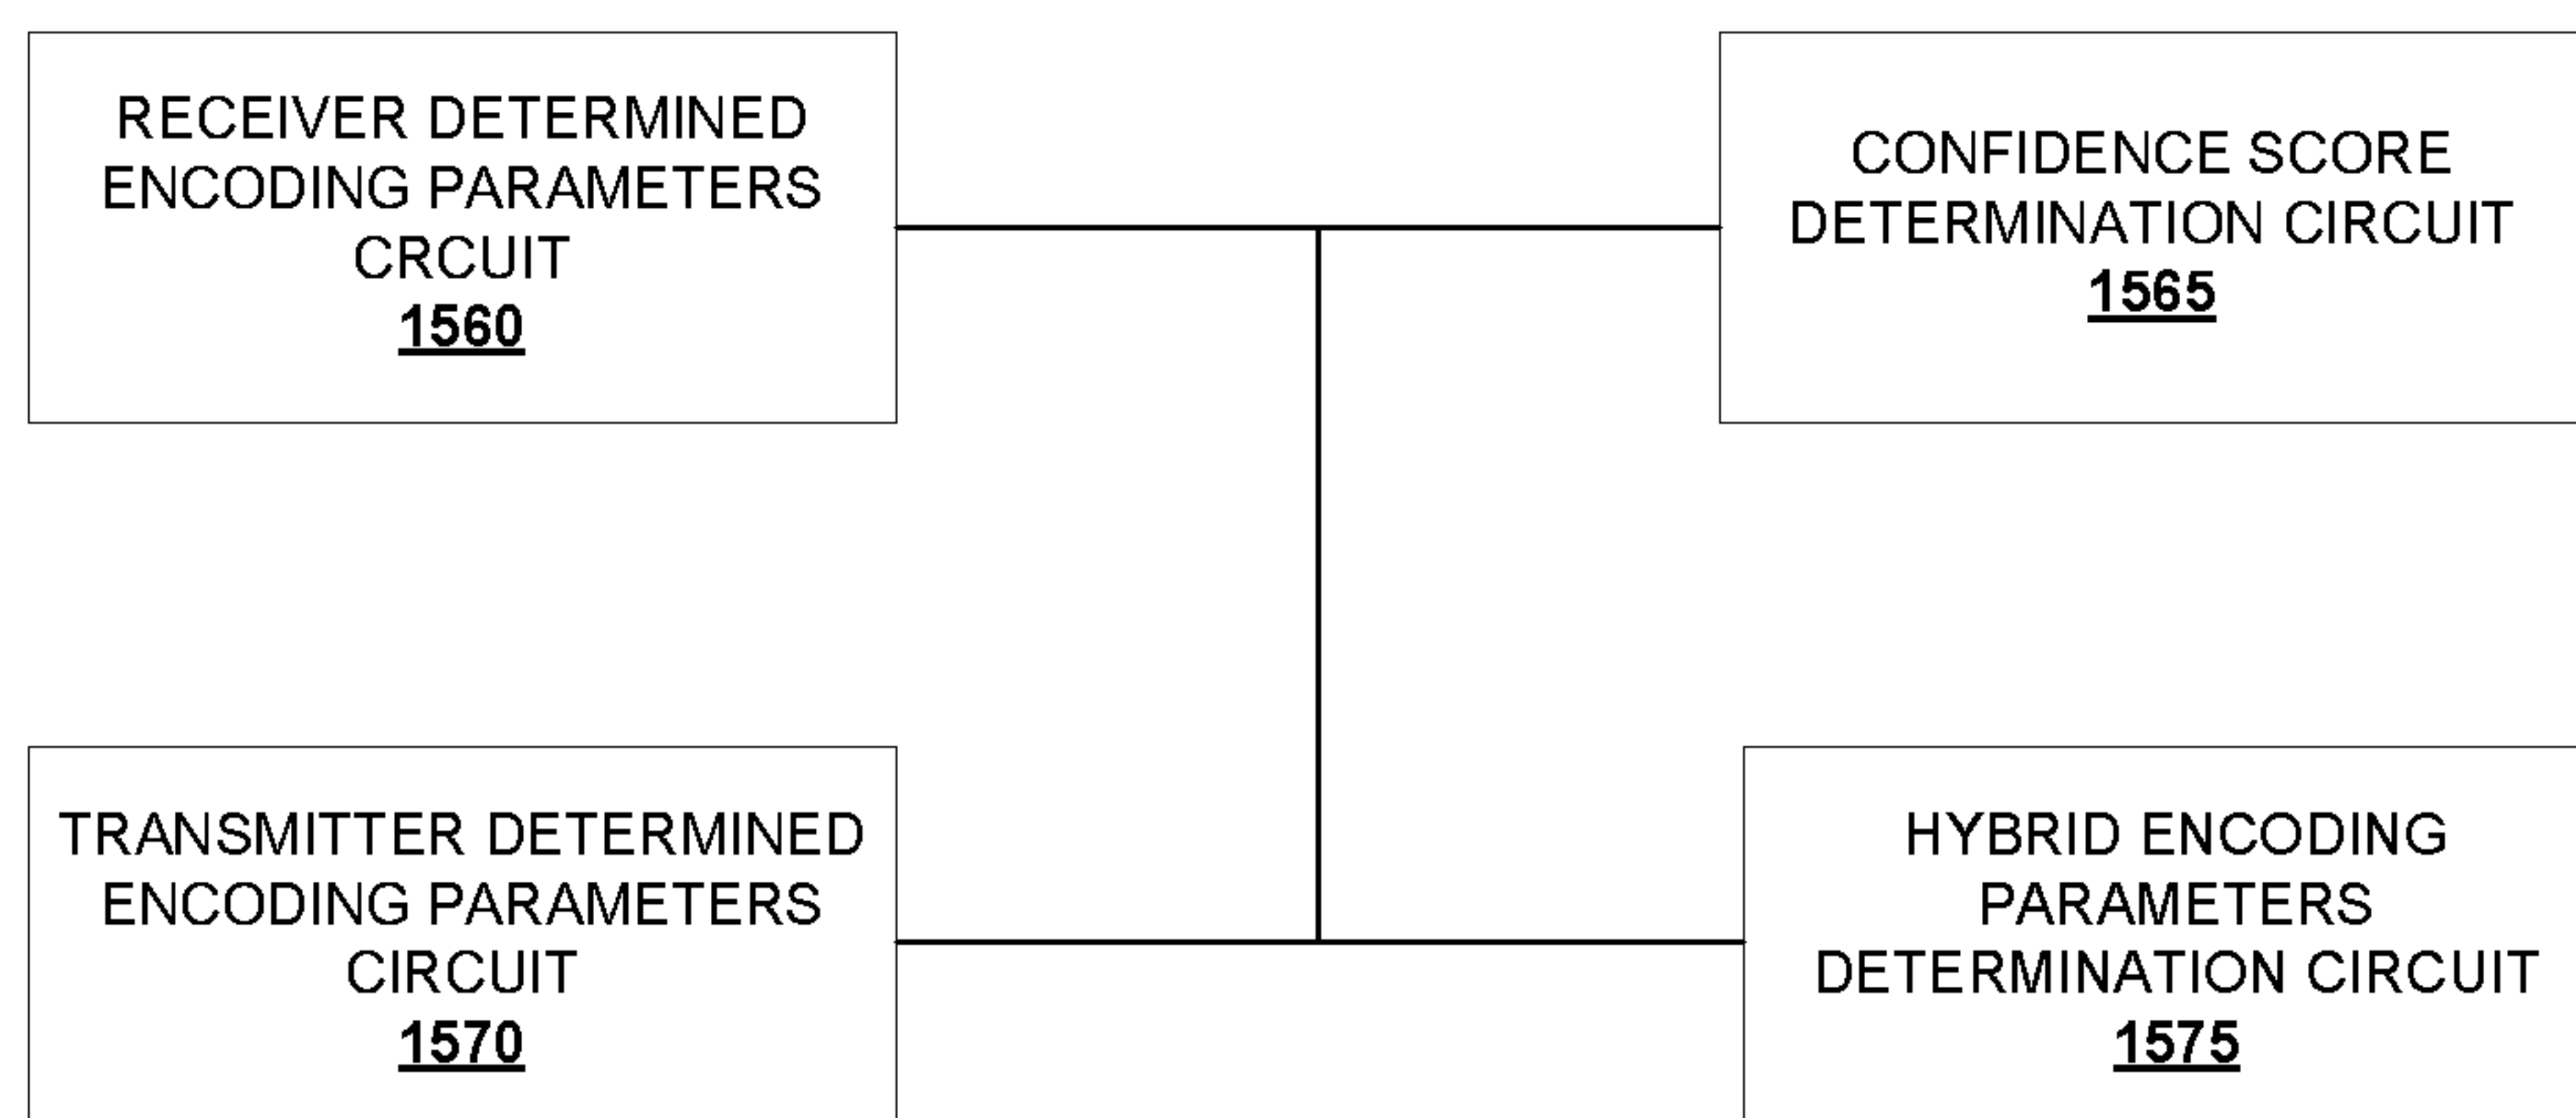 RECEIVER DETERMINED
ENCODING PARAMETERS
CRCUIT
1560
CONFIDENCE SCORE
DETERMINATION CIRCUIT
1565
TRANSMITTER DETERMINED
ENCODING PARAMETERS
CIRCUIT
1570
HYBRID ENCODING
PARAMETERS
DETERMINATION CIRCUIT
1575